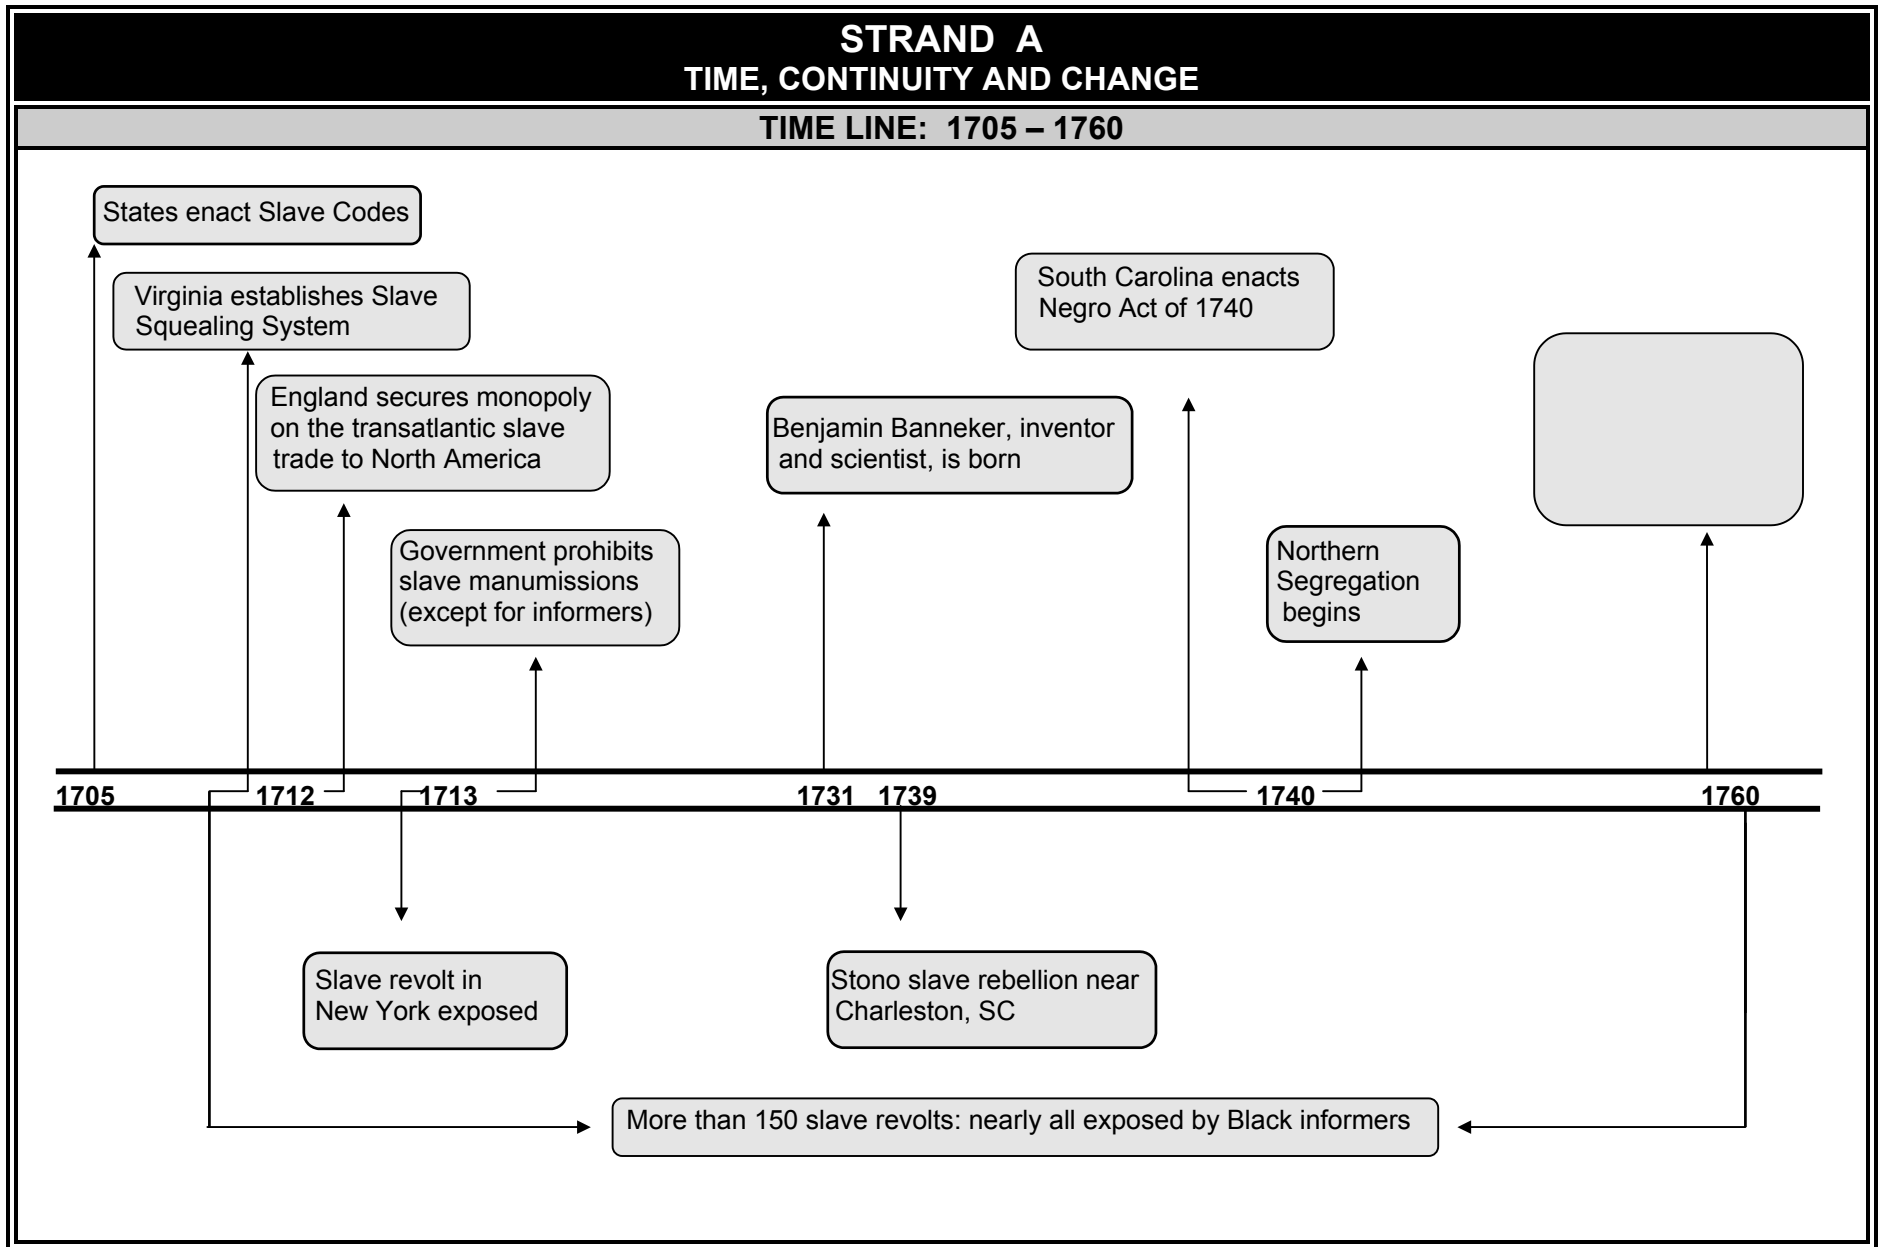 STRAND A
TIME, CONTINUITY AND CHANGE
TIME LINE: 1705 – 1760
States enact Slave Codes
Virginia establishes Slave
Squealing System
England secures monopoly
on the transatlantic slave
trade to North America
Government prohibits
slave manumissions
(except for informers)
Benjamin Banneker, inventor
and scientist, is born
South Carolina enacts
Negro Act of 1740
Northern
Segregation
begins
1705 1712 1713 1731 1739 1740 1760
Slave revolt in
New York exposed
Stono slave rebellion near
Charleston, SC
More than 150 slave revolts: nearly all exposed by Black informers